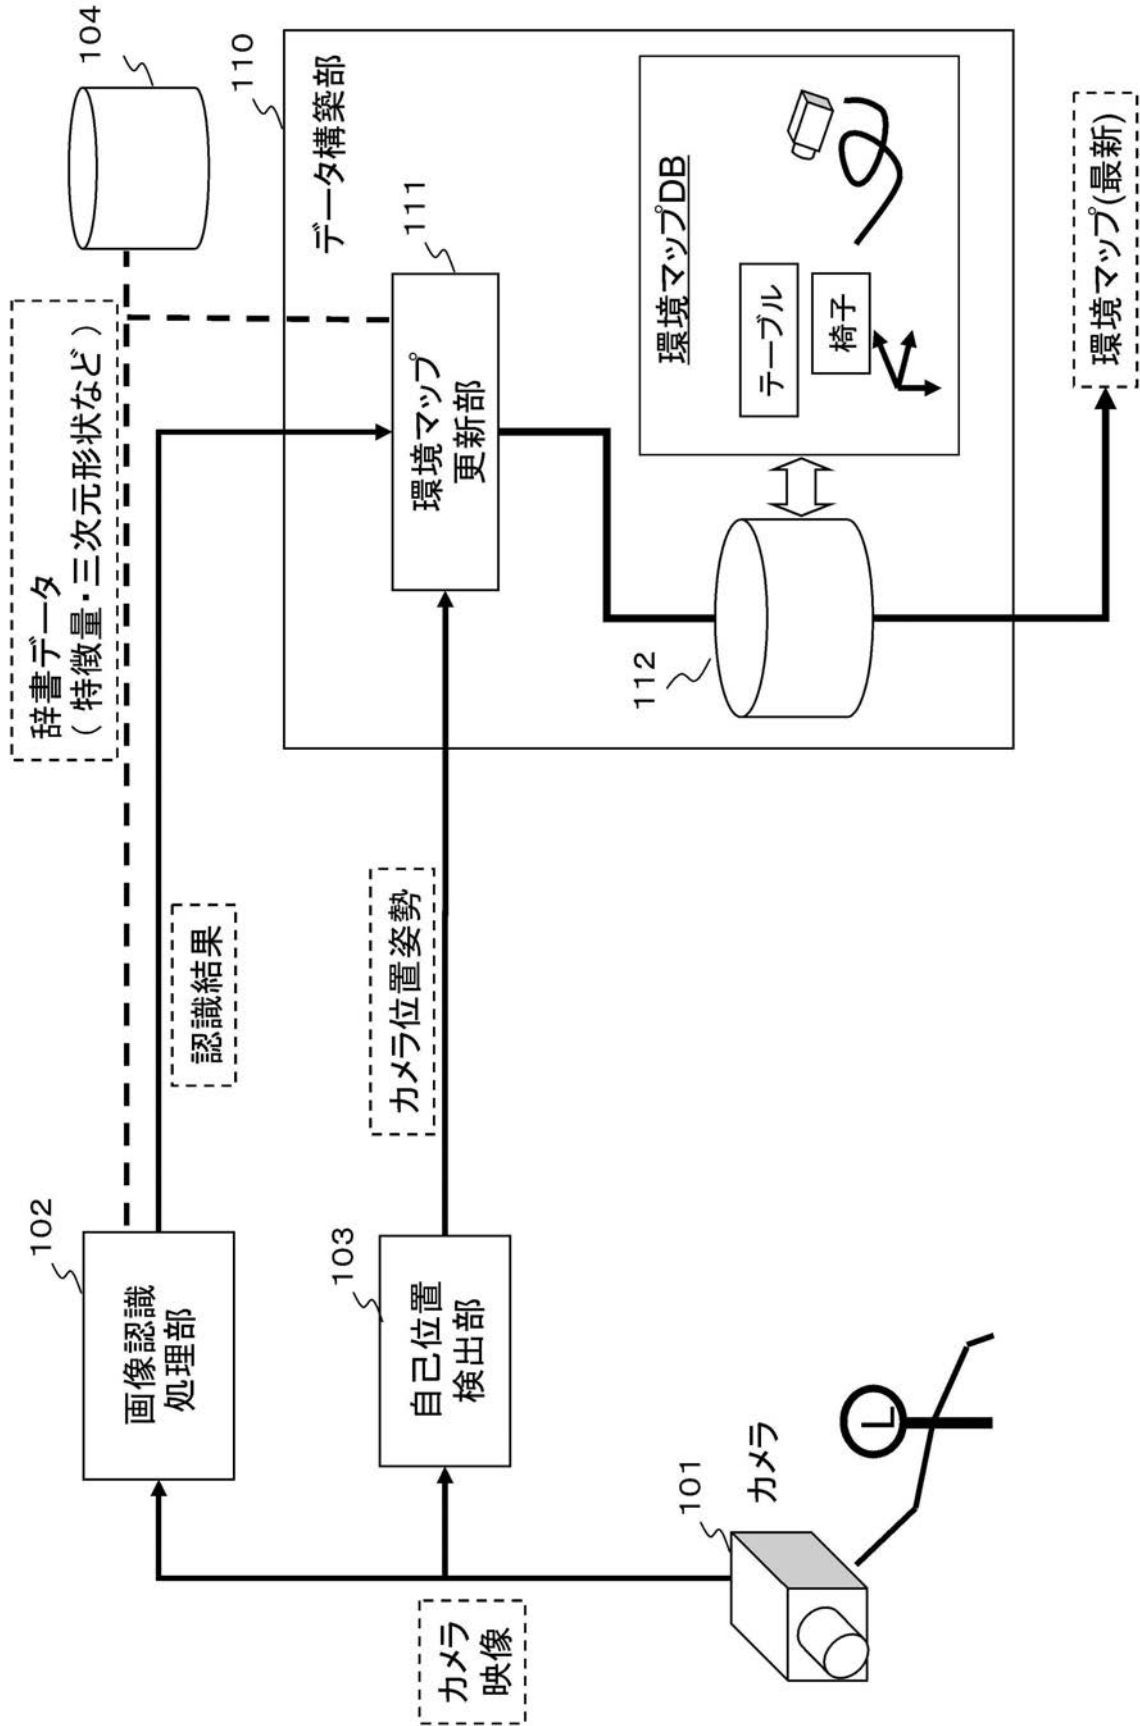 辞書データ
（特徴量・三次元形状など）
104
102
画像認識
処理部
認識結果
110
データ構築部
111
環境マップ
更新部
103
自己位置
検出部
カメラ位置姿勢
カメラ
映像
101
カメラ
112
環境マップDB
テーブル
椅子
環境マップ(最新)